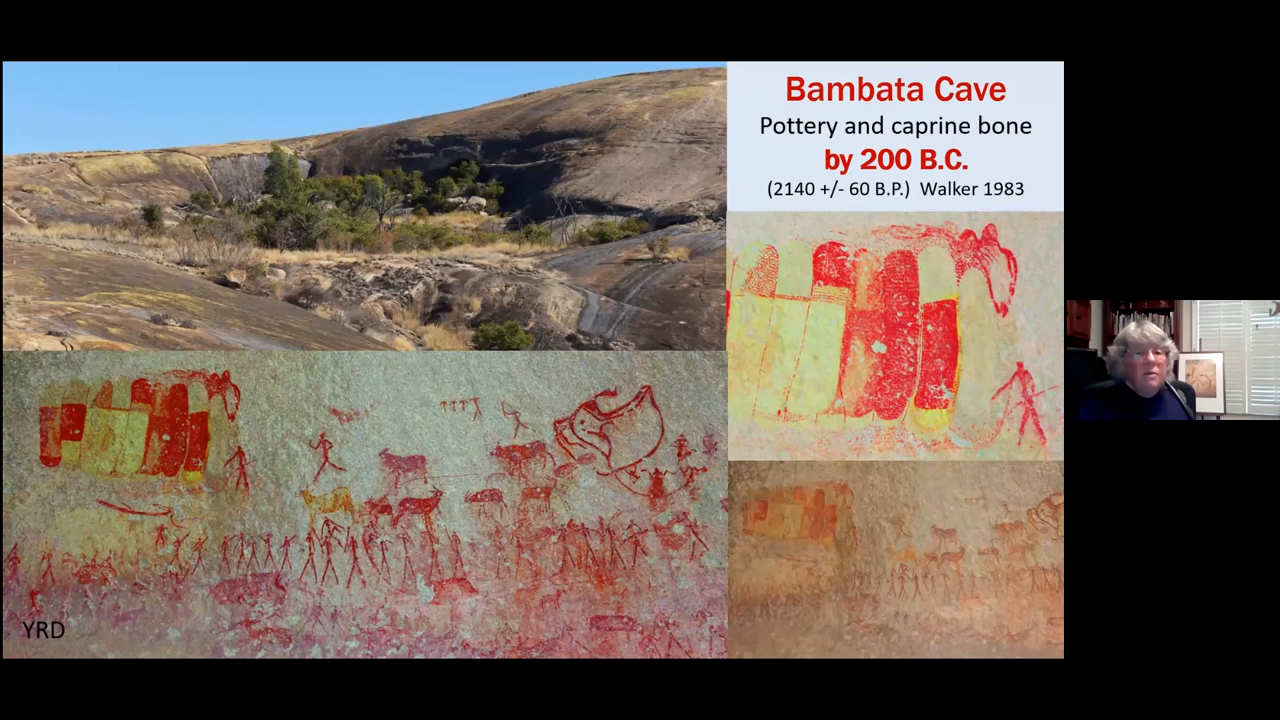 Bambata Cave
Pottery and caprine bone
by 200 B.C.
(2140 +/- 60 B.P.)  Walker 1983
YRD